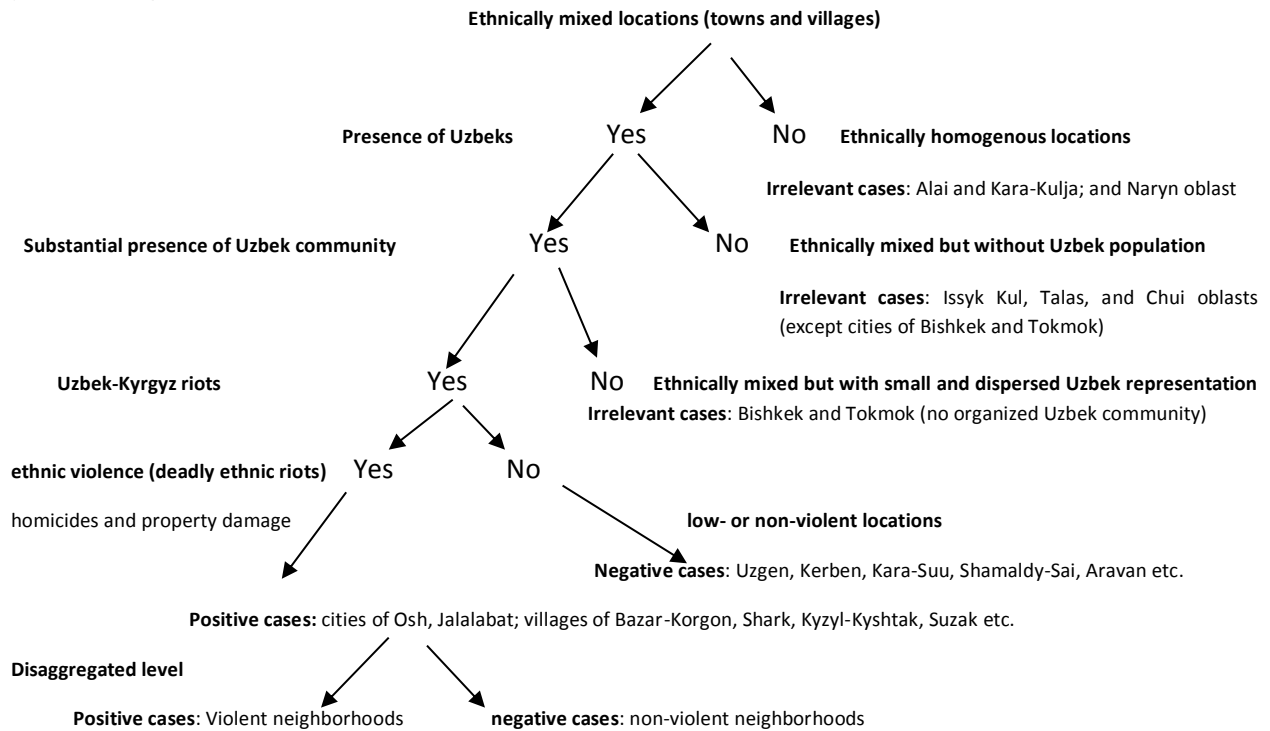 Ethnically mixed locations (towns and villages)
Presence of Uzbeks Yes No Ethnically homogenous locations
Irrelevant cases: Alai and Kara-Kulja; and Naryn oblast
Substantial presence of Uzbek community Yes No Ethnically mixed but without Uzbek population
Irrelevant cases: Issyk Kul, Talas, and Chui oblasts
(except cities of Bishkek and Tokmok)
Uzbek-Kyrgyz riots Yes No Ethnically mixed but with small and dispersed Uzbek representation
Irrelevant cases: Bishkek and Tokmok (no organized Uzbek community)
ethnic violence (deadly ethnic riots) Yes No
homicides and property damage low- or non-violent locations
Negative cases: Uzgen, Kerben, Kara-Suu, Shamaldy-Sai, Aravan etc.
Positive cases: cities of Osh, Jalalabat; villages of Bazar-Korgon, Shark, Kyzyl-Kyshtak, Suzak etc.
Disaggregated level
Positive cases: Violent neighborhoods negative cases: non-violent neighborhoods